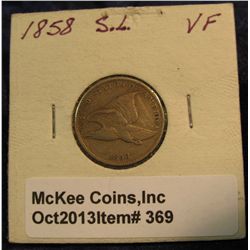 1858 S.L. VF
McKee Coins,Inc
Oct2013Item# 369